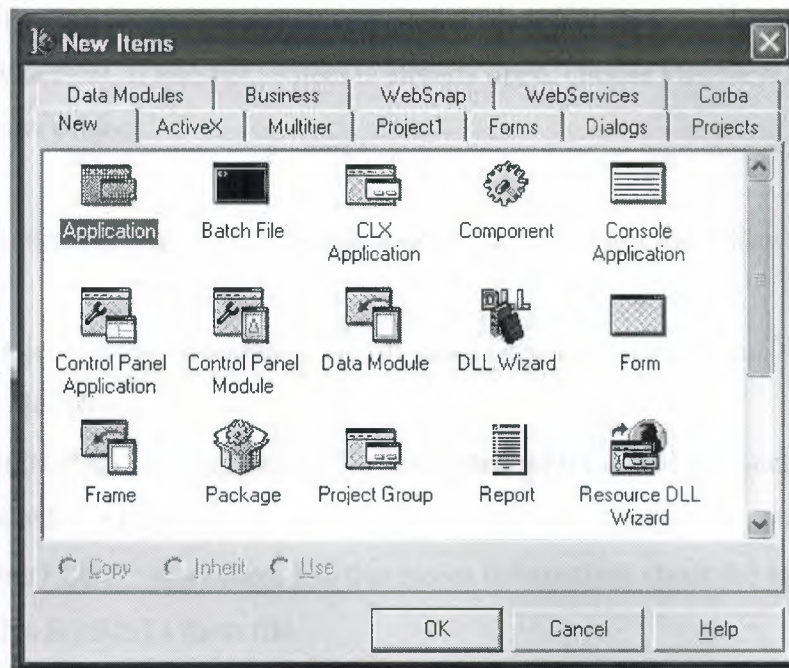 New Items
Data Modules Business WebSnap WebServices Corba
New ActiveX Multitier Project1 Forms Dialogs Projects
Application Batch File CLX Application Component Console Application
Control Panel Application Control Panel Module Data Module DLL Wizard Form
Frame Package Project Group Report Resource DLL Wizard
Copy Inherit Use
OK Cancel Help